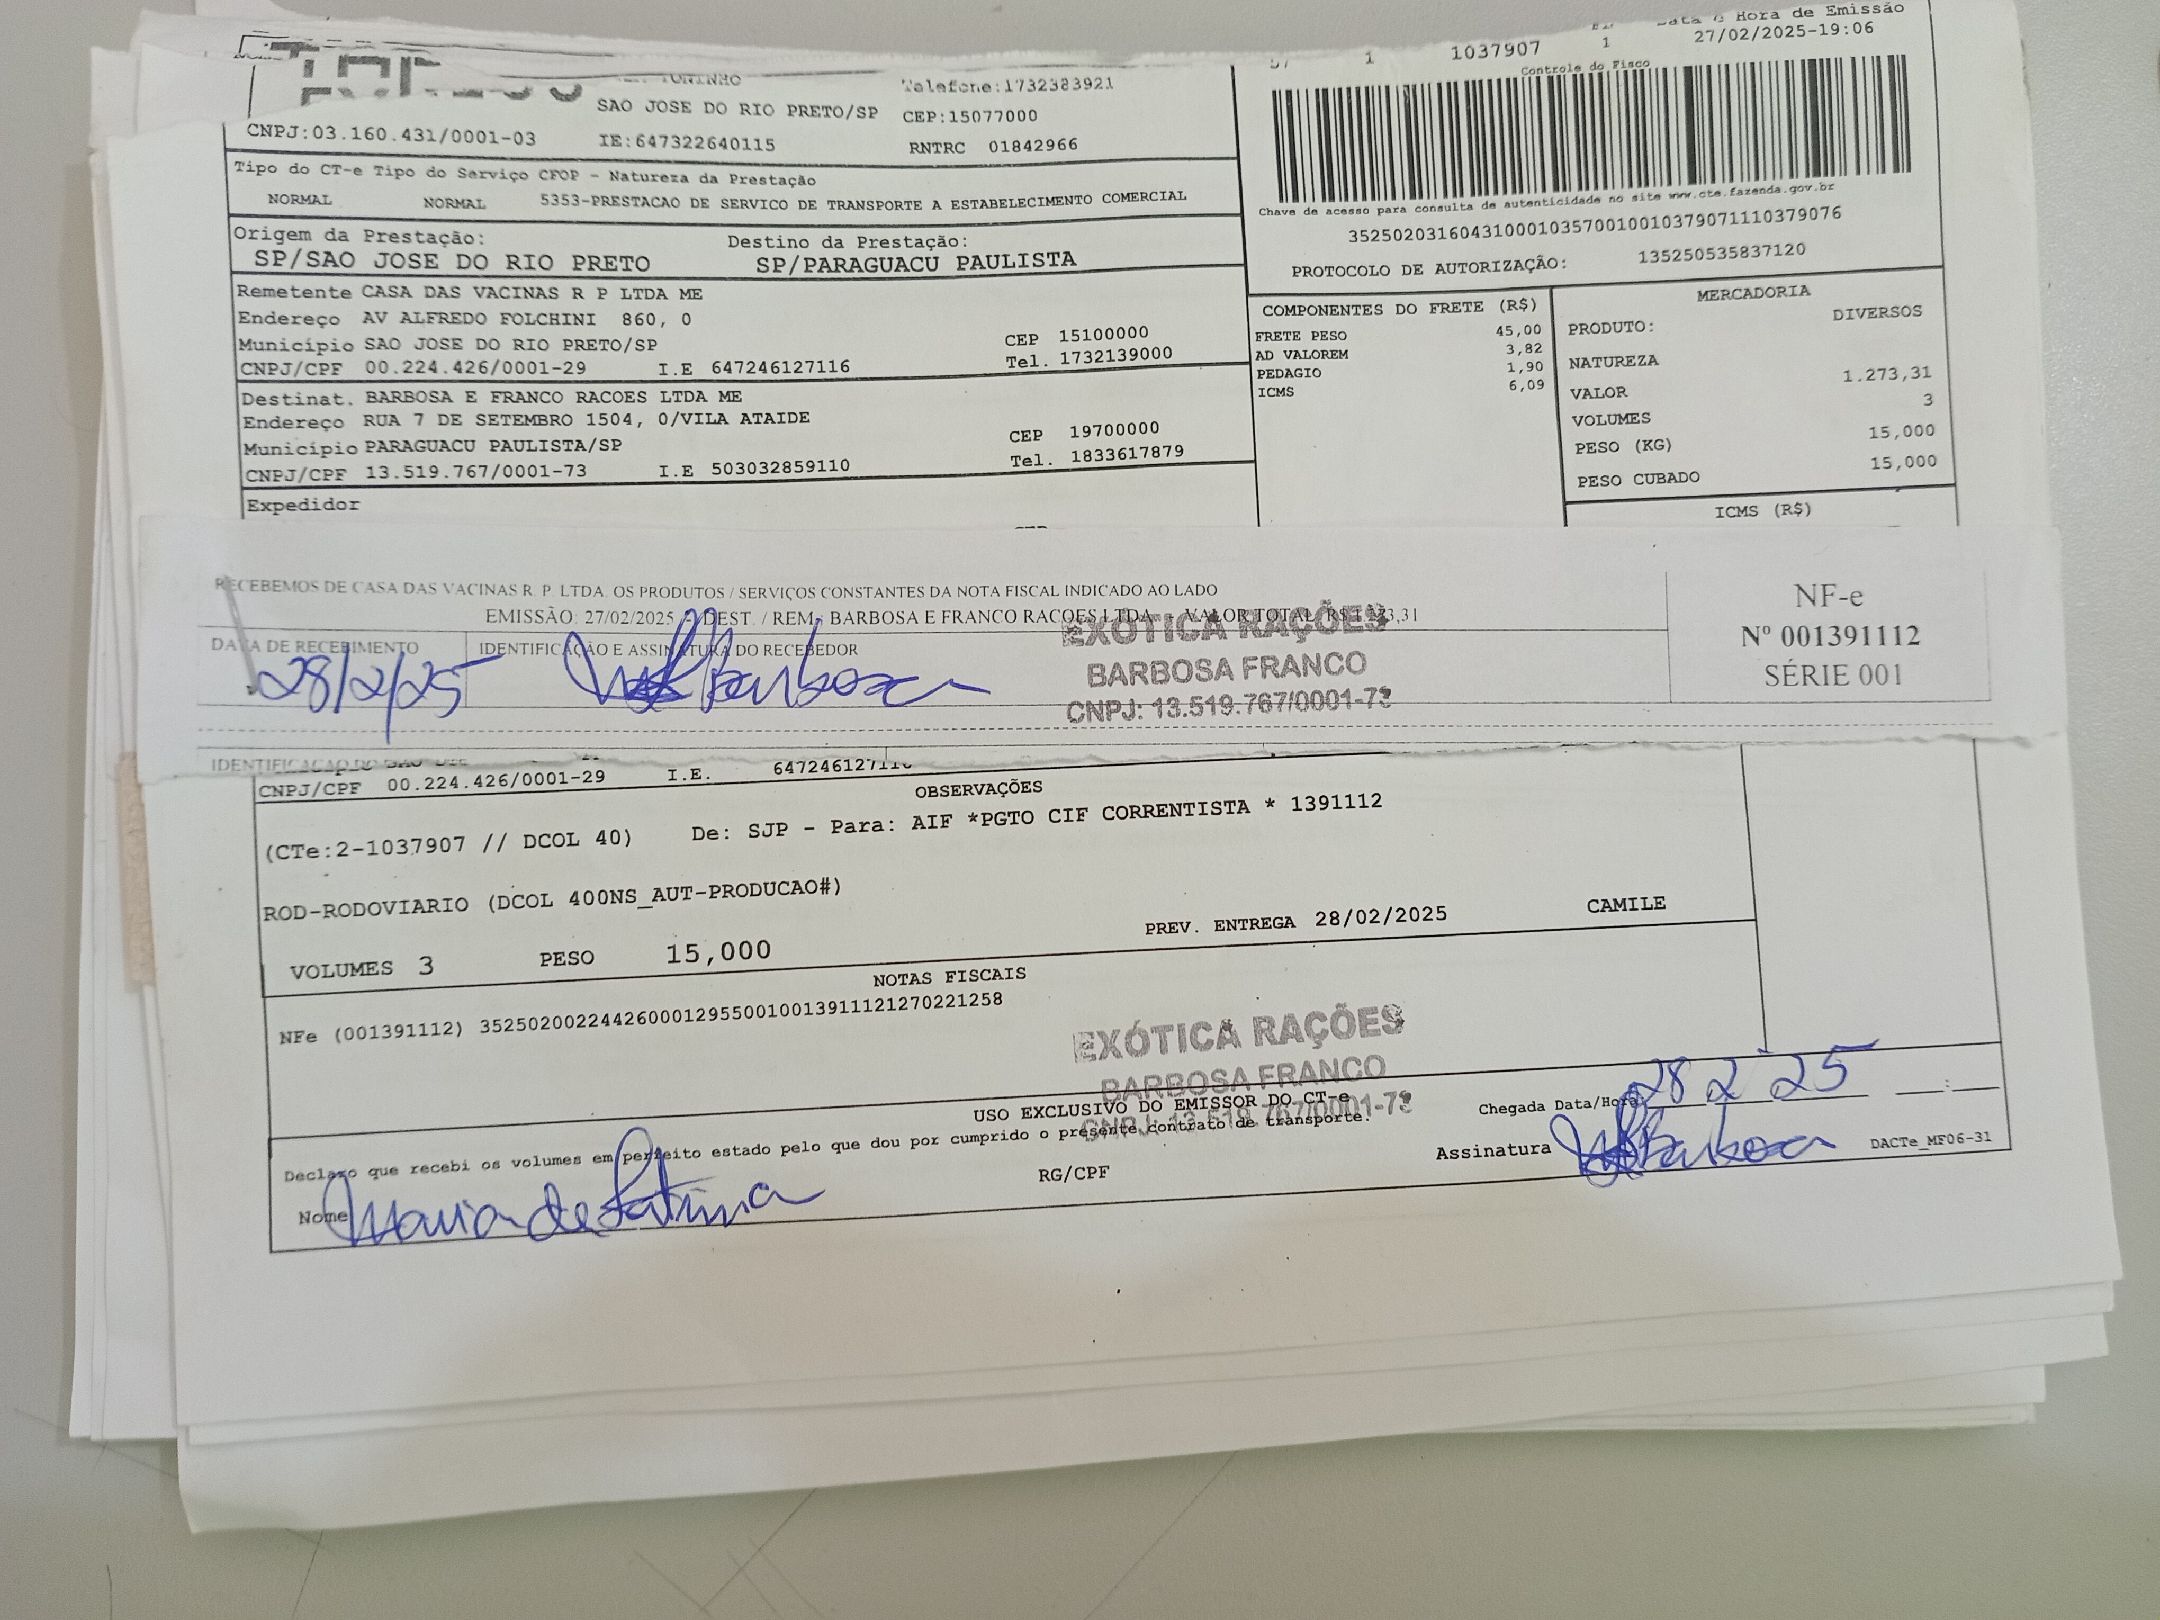 Hora de Emissão
1 1037907 1 27/02/2025-19:06
Controle do Fisco
Telefone:1732383921
SAO JOSE DO RIO PRETO/SP CEP:15077000
CNPJ:03.160.431/0001-03 IE:647322640115 RNTRC 01842966
Tipo do CT-e Tipo do Serviço CFOP - Natureza da Prestação
NORMAL NORMAL 5353-PRESTACAO DE SERVICO DE TRANSPORTE A ESTABELECIMENTO COMERCIAL
Chave de acesso para consulta de autenticidade no site www.cte.fazenda.gov.br
35250203160431000103570010010379071110379076
PROTOCOLO DE AUTORIZAÇÃO: 135250535837120
Origem da Prestação: Destino da Prestação:
SP/SAO JOSE DO RIO PRETO SP/PARAGUACU PAULISTA
Remetente CASA DAS VACINAS R P LTDA ME
Endereço AV ALFREDO FOLCHINI 860, 0
Município SAO JOSE DO RIO PRETO/SP CEP 15100000
CNPJ/CPF 00.224.426/0001-29 I.E 647246127116 Tel. 1732139000
Destinat. BARBOSA E FRANCO RACOES LTDA ME
Endereço RUA 7 DE SETEMBRO 1504, 0/VILA ATAIDE
Município PARAGUACU PAULISTA/SP CEP 19700000
CNPJ/CPF 13.519.767/0001-73 I.E 503032859110 Tel. 1833617879
Expedidor
COMPONENTES DO FRETE (R$)
FRETE PESO 45,00
AD VALOREM 3,82
PEDAGIO 1,90
ICMS 6,09
MERCADORIA
PRODUTO: DIVERSOS
NATUREZA
VALOR 1.273,31
VOLUMES 3
PESO (KG) 15,000
PESO CUBADO 15,000
ICMS (R$)
RECEBEMOS DE CASA DAS VACINAS R. P. LTDA. OS PRODUTOS / SERVIÇOS CONSTANTES DA NOTA FISCAL INDICADO AO LADO
EMISSÃO: 27/02/2025 - DEST. / REM: BARBOSA E FRANCO RACOES LTDA - VALOR TOTAL: R$
DATA DE RECEBIMENTO IDENTIFICAÇÃO E ASSINATURA DO RECEBEDOR
28/2/25 Barbosa
EXÓTICA RAÇÕES
BARBOSA FRANCO
CNPJ: 13.519.767/0001-73
NF-e
Nº 001391112
SÉRIE 001
CNPJ/CPF 00.224.426/0001-29 I.E. 647246127116
OBSERVAÇÕES
(CTe:2-1037907 // DCOL 40) De: SJP - Para: AIF *PGTO CIF CORRENTISTA * 1391112
ROD-RODOVIARIO (DCOL 400NS_AUT-PRODUCAO#)
VOLUMES 3 PESO 15,000 PREV. ENTREGA 28/02/2025 CAMILE
NOTAS FISCAIS
NFe (001391112) 35250200224426000129550010013911121270221258
EXÓTICA RAÇÕES
BARBOSA FRANCO
CNPJ: 13.519.767/0001-73
USO EXCLUSIVO DO EMISSOR DO CT-e
Declaro que recebi os volumes em perfeito estado pelo que dou por cumprido o presente contrato de transporte.
Chegada Data/Hora 28 2 25
Nome Maria de Fatima RG/CPF Assinatura Barbosa DACTe_MF06-31